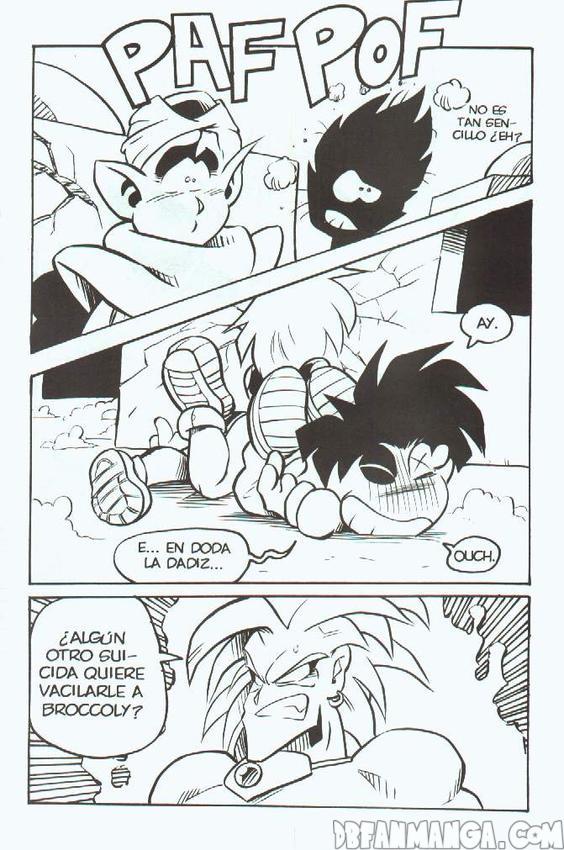 PAF POF
NO ES
TAN SEN-
CILLO ¿EH?
AY.
E... EN DODA
LA DADIZ...
OUCH.
¿ALGÚN
OTRO SUI-
CIDA QUIERE
VACILARLE A
BROCCOLY?
DBFANMANGA.COM